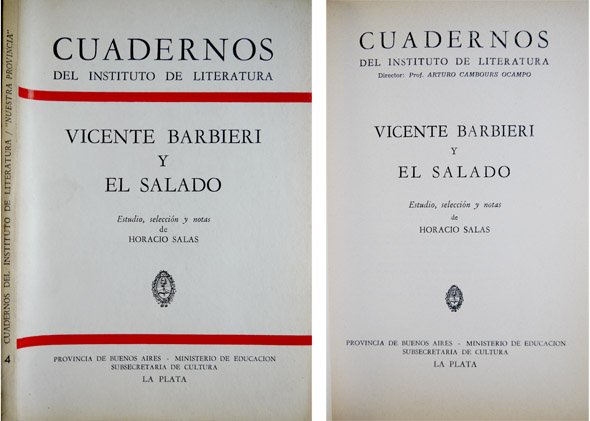 CUADERNOS DEL INSTITUTO DE LITERATURA / "NUESTRA PROVINCIA"
4
CUADERNOS
DEL INSTITUTO DE LITERATURA
VICENTE BARBIERI
Y
EL SALADO
Estudio, selección y notas
de
HORACIO SALAS
PROVINCIA DE BUENOS AIRES - MINISTERIO DE EDUCACION
SUBSECRETARIA DE CULTURA
LA PLATA
CUADERNOS
DEL INSTITUTO DE LITERATURA
Director: Prof. ARTURO CAMBOURS OCAMPO
VICENTE BARBIERI
Y
EL SALADO
Estudio, selección y notas
de
HORACIO SALAS
PROVINCIA DE BUENOS AIRES - MINISTERIO DE EDUCACION
SUBSECRETARIA DE CULTURA
LA PLATA